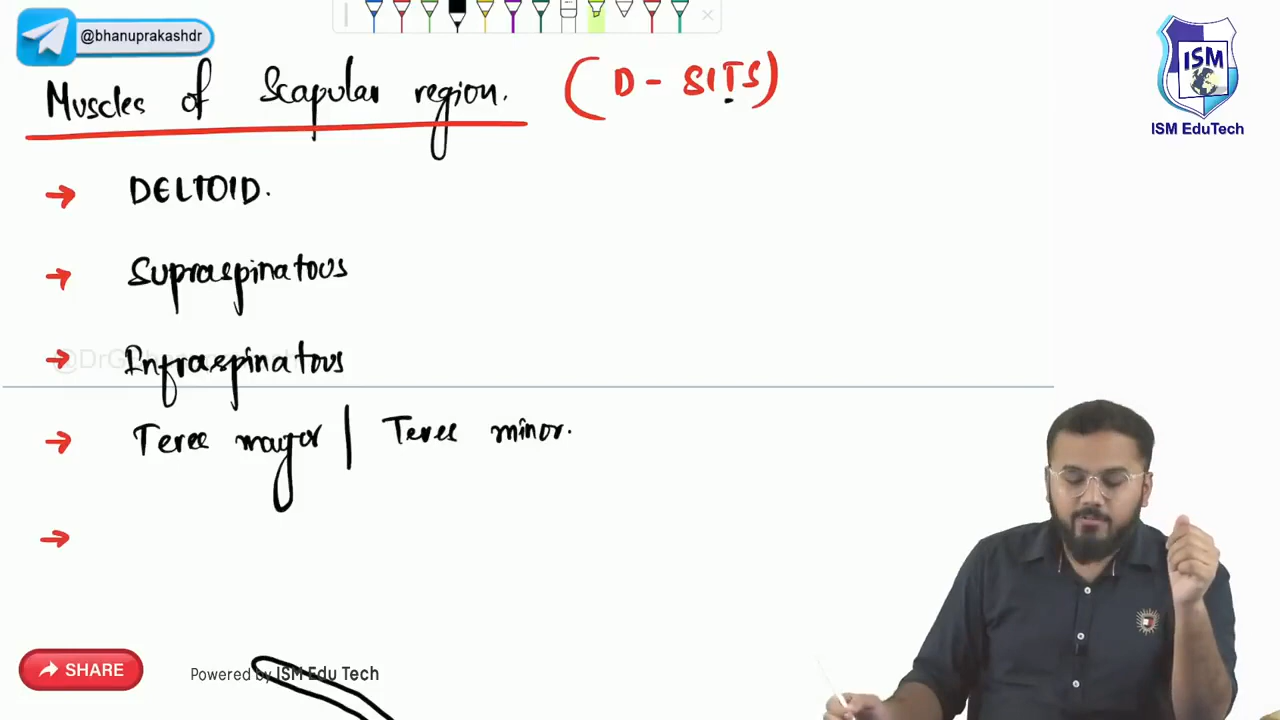 @bhanuprakashdr
Muscles of Scapular region. (D - SITS)
ISM
ISM EduTech
→ DELTOID.
→ Supraspinatous
→ Infraspinatous
→ Teres major | Teres minor.
→
SHARE
Powered by ISM Edu Tech